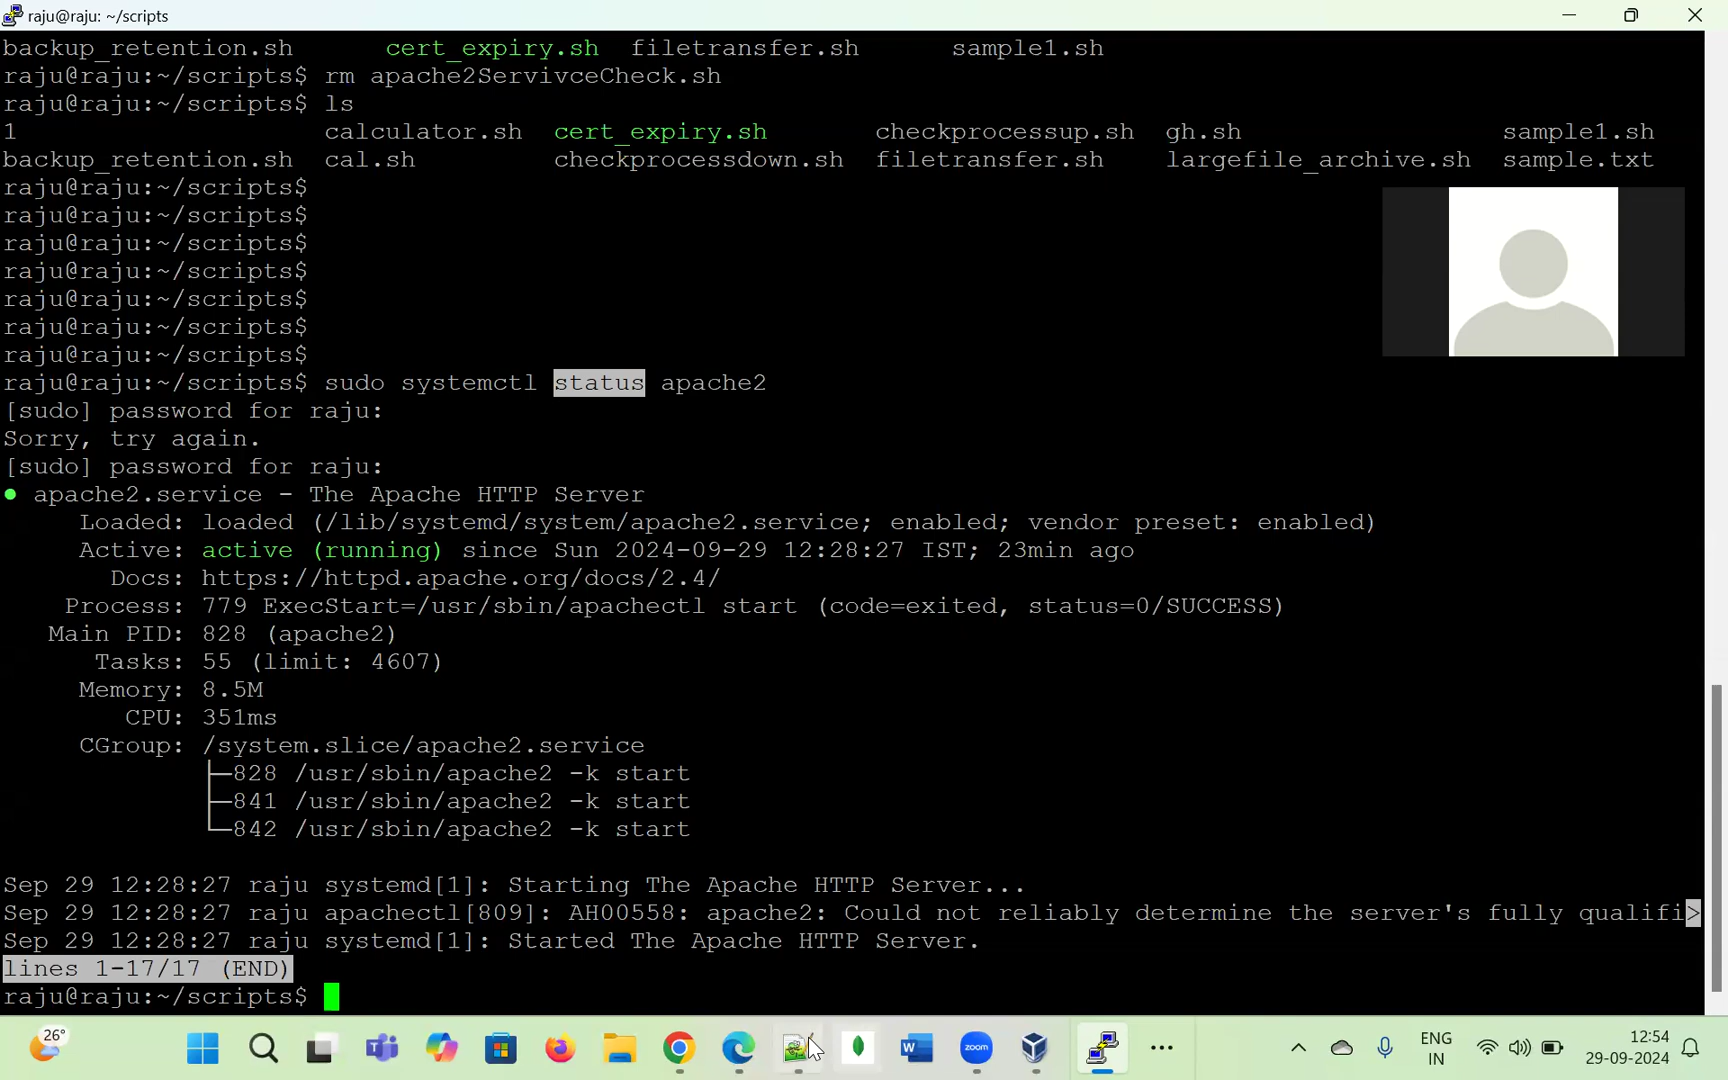 raju@raju: ~/scripts
backup_retention.sh cert_expiry.sh filetransfer.sh sample1.sh
raju@raju:~/scripts$ rm apache2ServivceCheck.sh
raju@raju:~/scripts$ ls
1 calculator.sh cert_expiry.sh checkprocessup.sh gh.sh sample1.sh
backup_retention.sh cal.sh checkprocessdown.sh filetransfer.sh largefile_archive.sh sample.txt
raju@raju:~/scripts$
raju@raju:~/scripts$
raju@raju:~/scripts$
raju@raju:~/scripts$
raju@raju:~/scripts$
raju@raju:~/scripts$
raju@raju:~/scripts$
raju@raju:~/scripts$ sudo systemctl status apache2
[sudo] password for raju:
Sorry, try again.
[sudo] password for raju:
● apache2.service - The Apache HTTP Server
Loaded: loaded (/lib/systemd/system/apache2.service; enabled; vendor preset: enabled)
Active: active (running) since Sun 2024-09-29 12:28:27 IST; 23min ago
Docs: https://httpd.apache.org/docs/2.4/
Process: 779 ExecStart=/usr/sbin/apachectl start (code=exited, status=0/SUCCESS)
Main PID: 828 (apache2)
Tasks: 55 (limit: 4607)
Memory: 8.5M
CPU: 351ms
CGroup: /system.slice/apache2.service
├─828 /usr/sbin/apache2 -k start
├─841 /usr/sbin/apache2 -k start
└─842 /usr/sbin/apache2 -k start
Sep 29 12:28:27 raju systemd[1]: Starting The Apache HTTP Server...
Sep 29 12:28:27 raju apachectl[809]: AH00558: apache2: Could not reliably determine the server's fully qualifi>
Sep 29 12:28:27 raju systemd[1]: Started The Apache HTTP Server.
lines 1-17/17 (END)
raju@raju:~/scripts$
26°
zoom
ENG
IN
12:54
29-09-2024